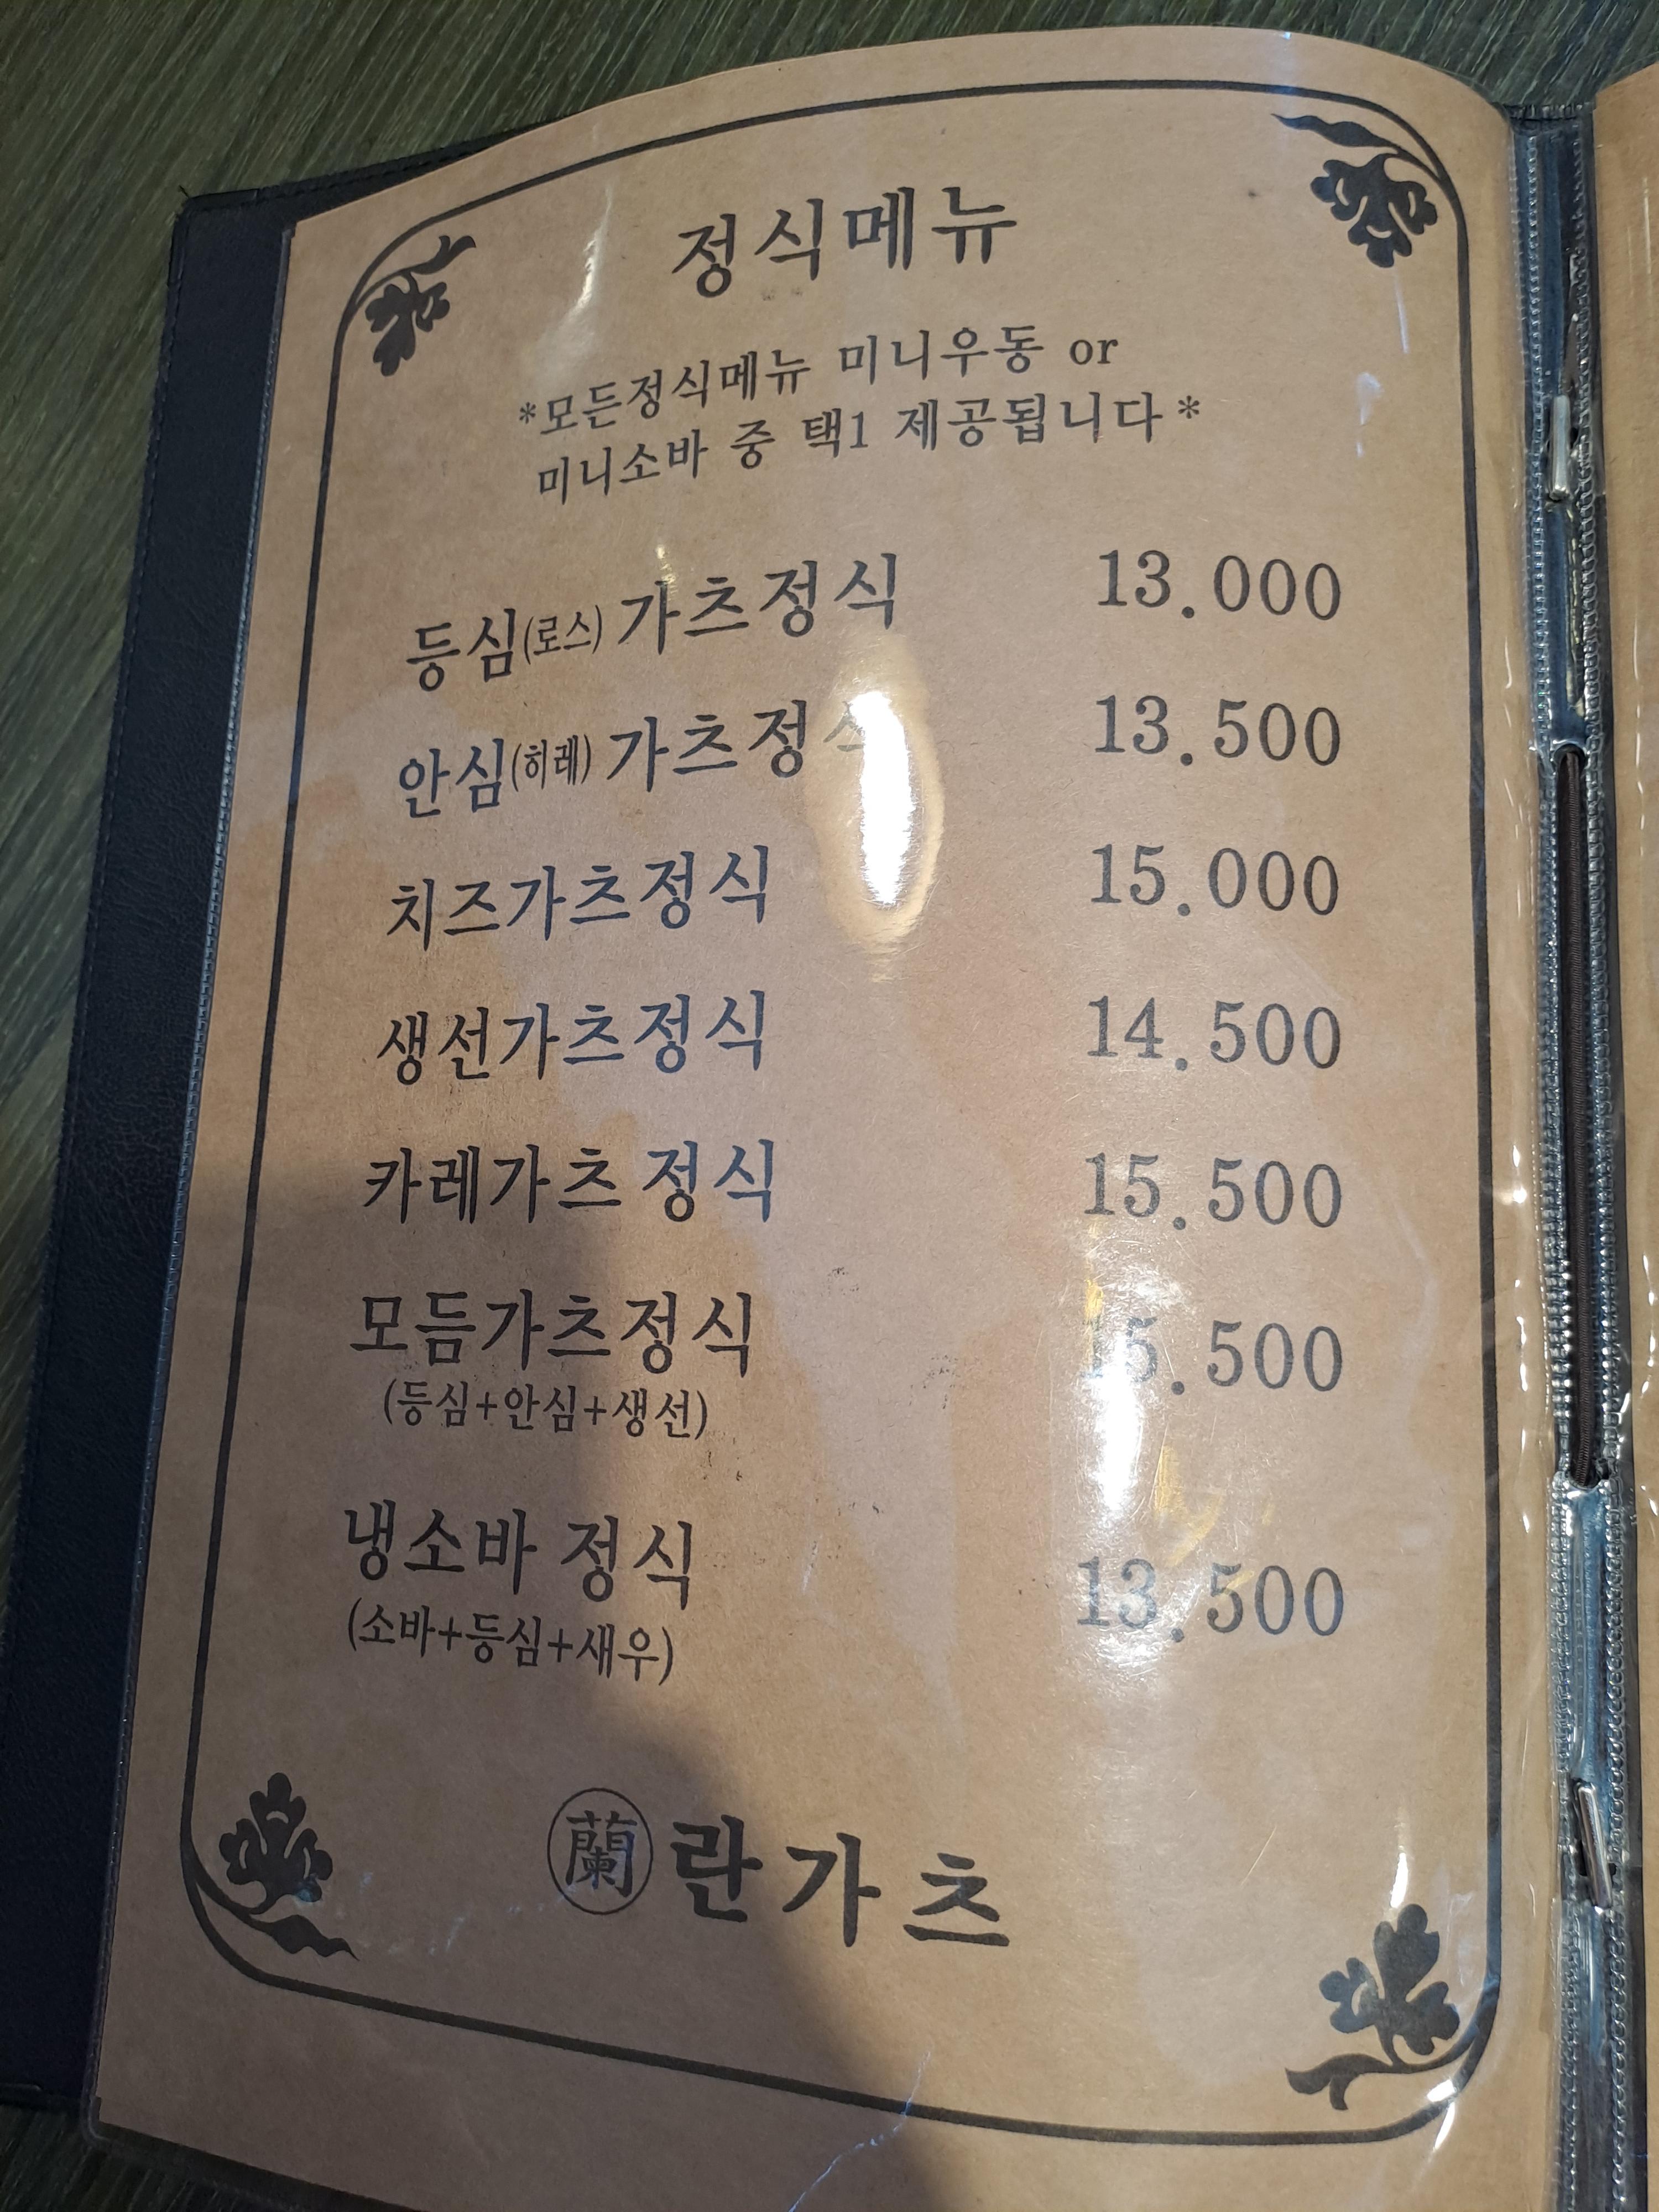 정식메뉴
*모든정식메뉴 미니우동 or
미니소바 중 택1 제공됩니다*
등심(로스)가츠정식 13.000
안심(히레)가츠정식 13.500
치즈가츠정식 15.000
생선가츠정식 14.500
카레가츠 정식 15.500
모듬가츠정식 15.500
(등심+안심+생선)
냉소바 정식 13.500
(소바+등심+새우)
蘭 란가츠